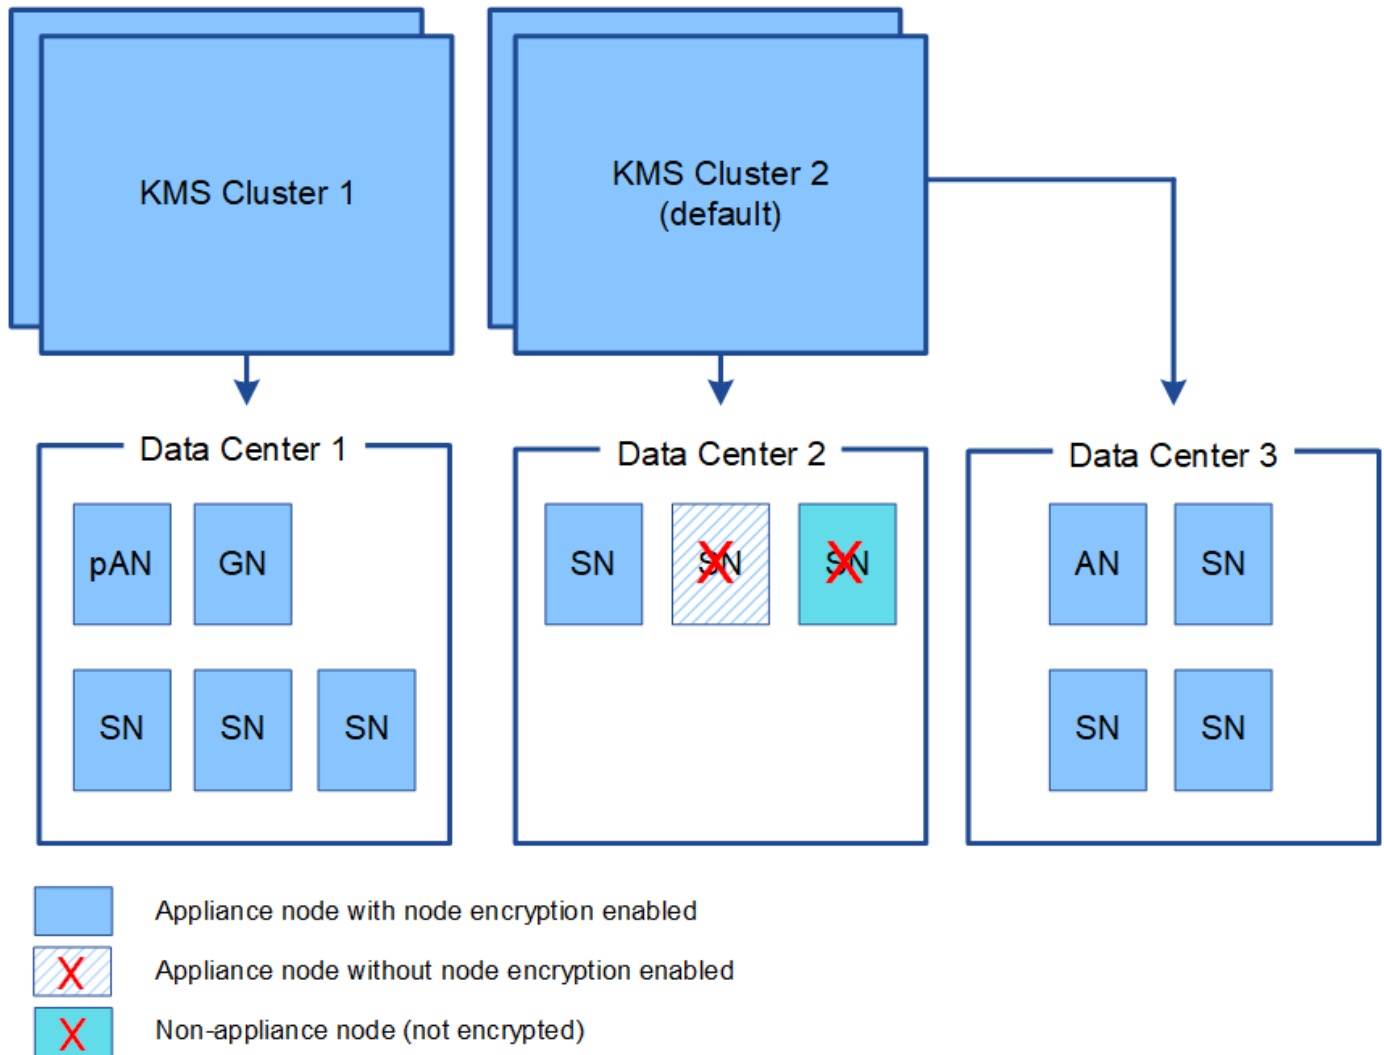 KMS Cluster 1
KMS Cluster 2
(default)
Data Center 1
Data Center 2
Data Center 3
pAN GN
SN SN SN
SN SN SN
AN SN
SN SN
X Appliance node with node encryption enabled
X Appliance node without node encryption enabled
X Non-appliance node (not encrypted)